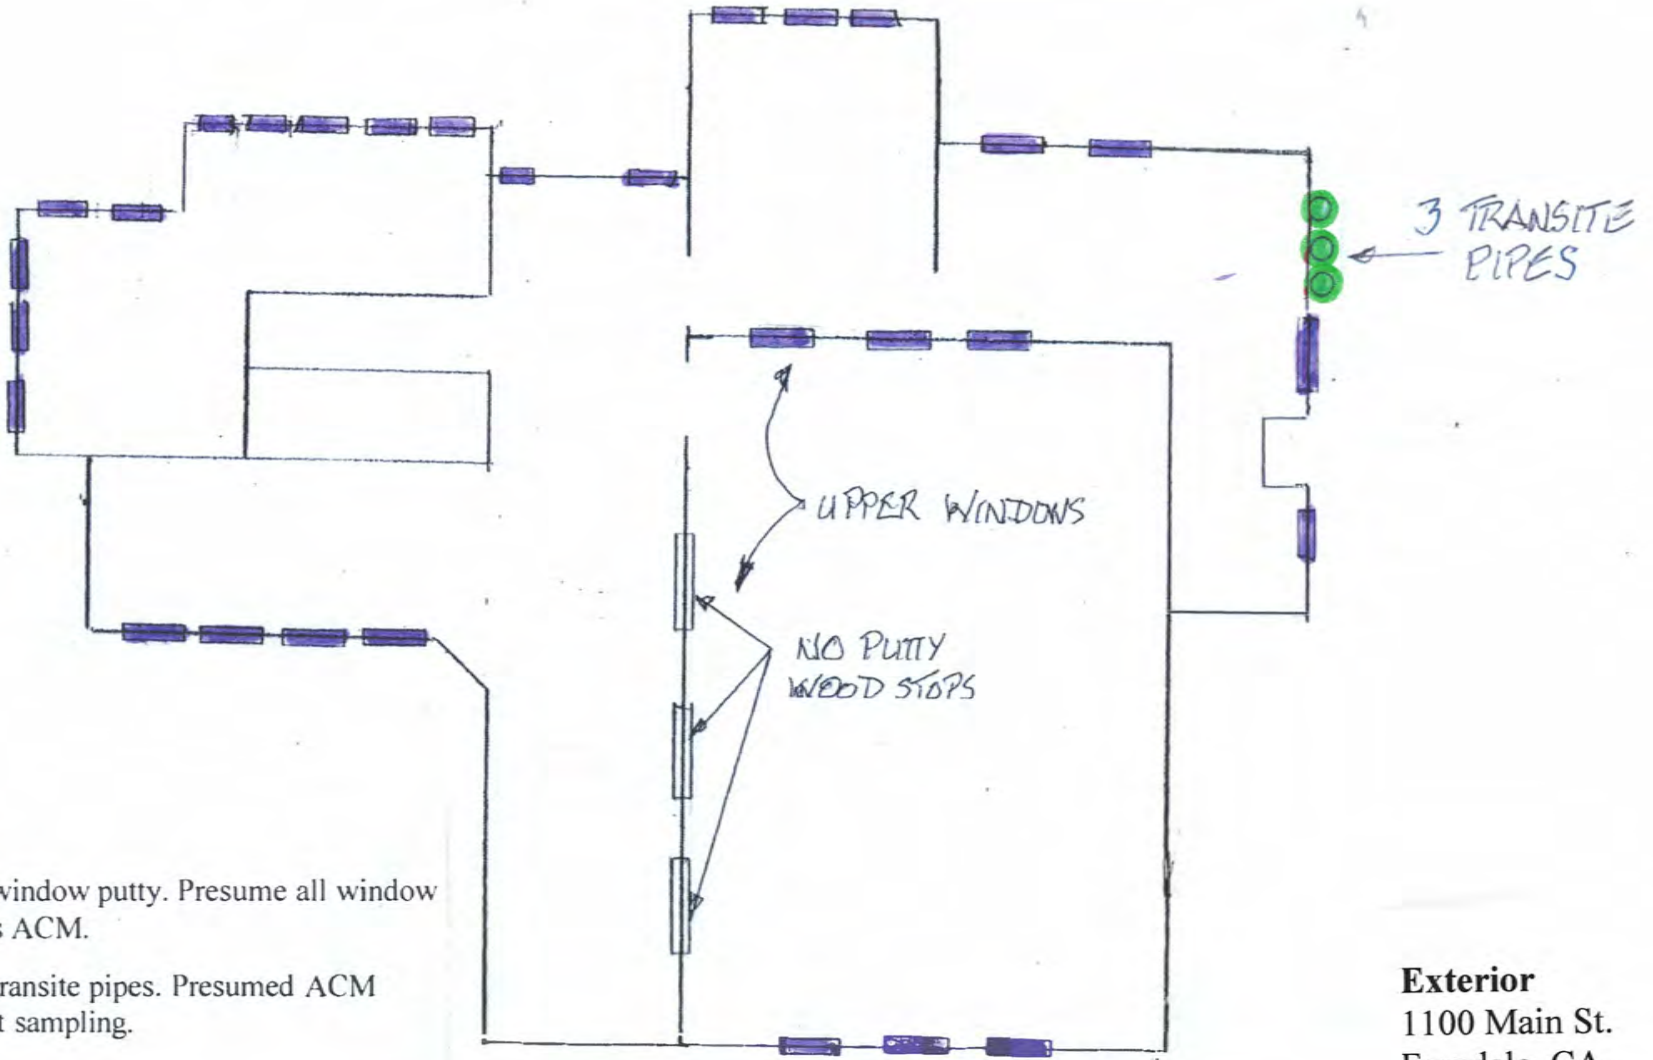 3 TRANSITE
PIPES
UPPER WINDOWS
NO PUTTY
WOOD STOPS
window putty. Presume all window
s ACM.
ransite pipes. Presumed ACM
t sampling.
Exterior
1100 Main St.
CA